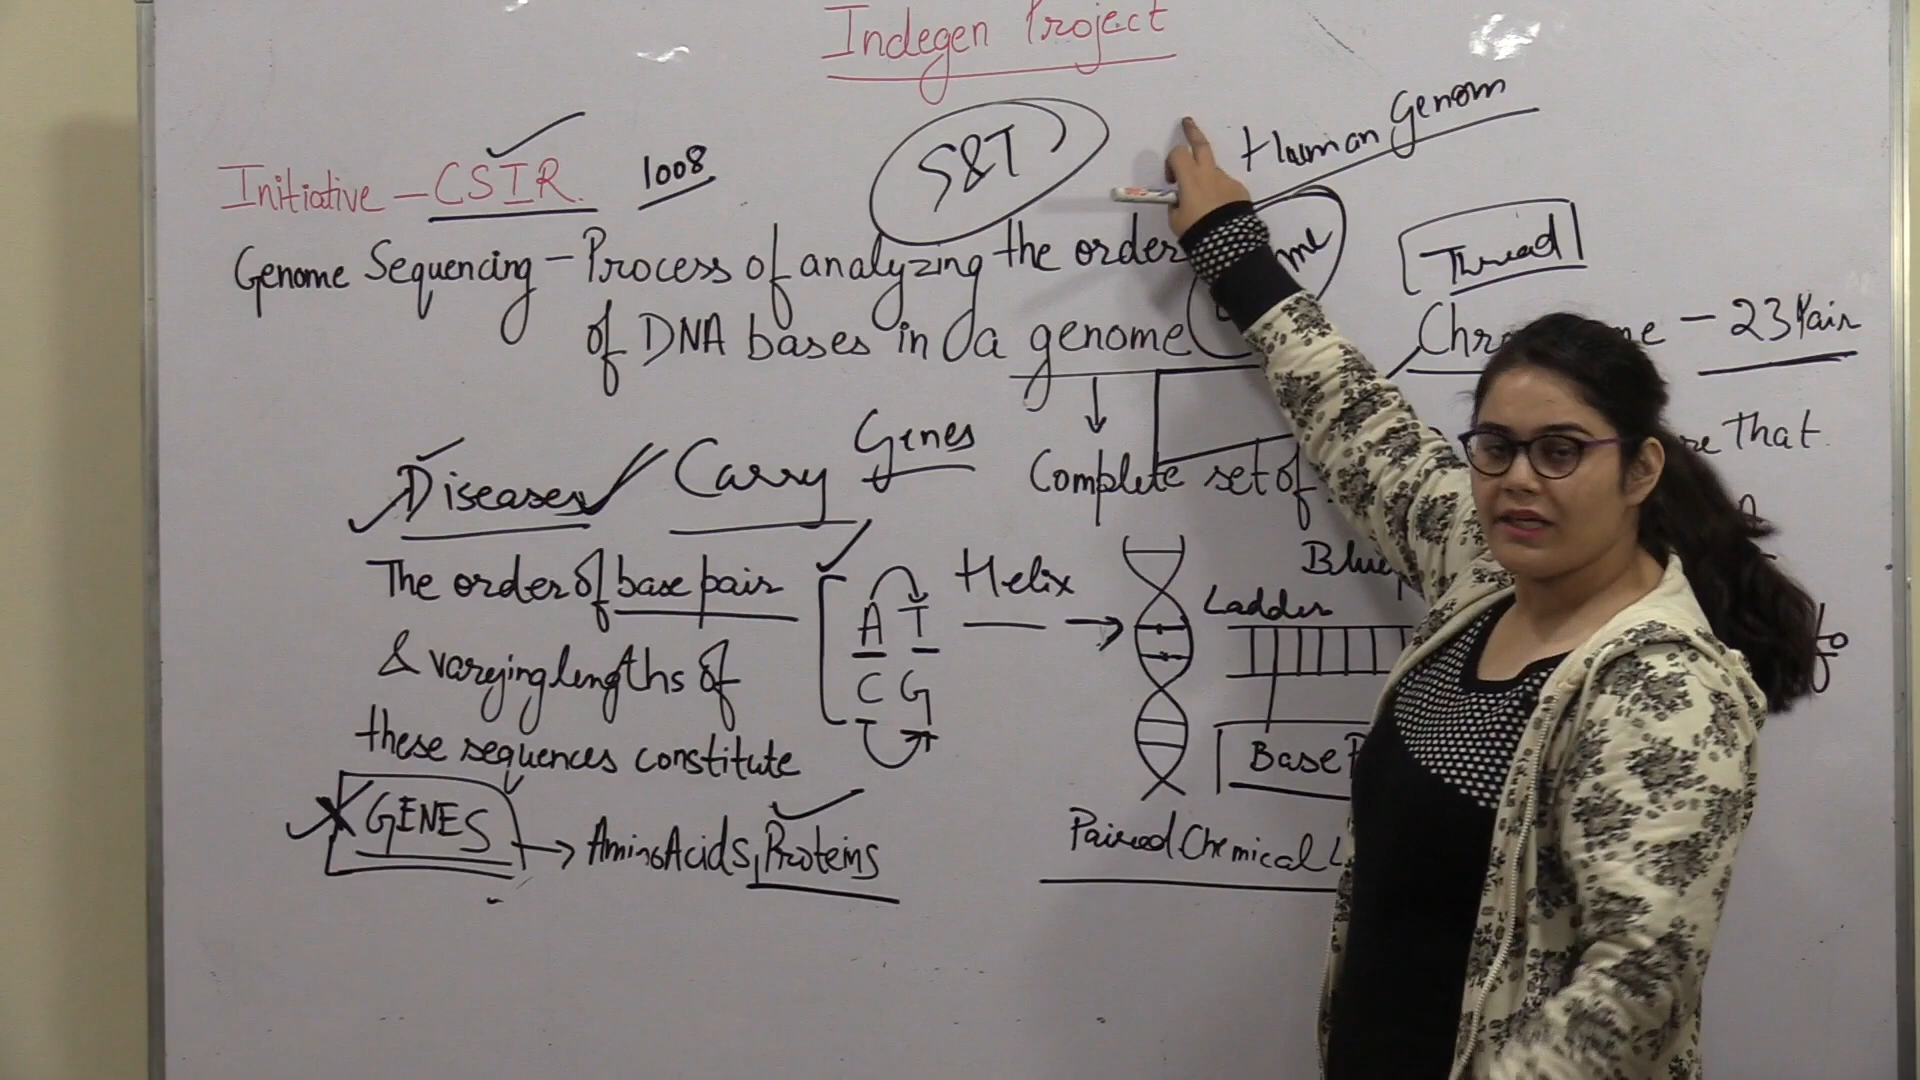 Indegen Project
S&T
Human Genom
Initiative - CSIR.
1008
Thread
Genome Sequencing - Process of analyzing the order
of DNA bases in a genome
- 23 Pair
Genes
Diseases
Carry
Complete set of
that
The order of base pair
A T
C G
Helix
Ladder
& varying lengths of
these sequences constitute
Base
GENES → Amino Acids, Proteins
Paired Chemical